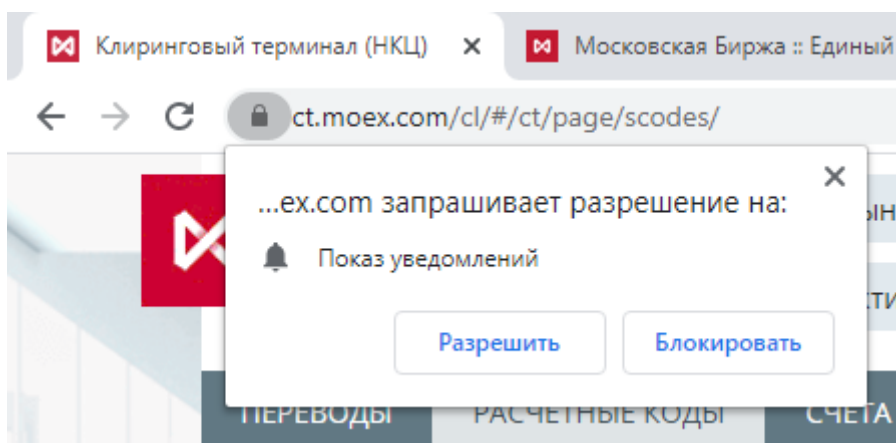 Клиринговый терминал (НКЦ)
Московская Биржа :: Единый
ct.moex.com/cl/#/ct/page/scodes/
...ex.com запрашивает разрешение на:
Показ уведомлений
Разрешить
Блокировать
ПЕРЕВОДЫ
РАСЧЕТНЫЕ КОДЫ
СЧЕТА